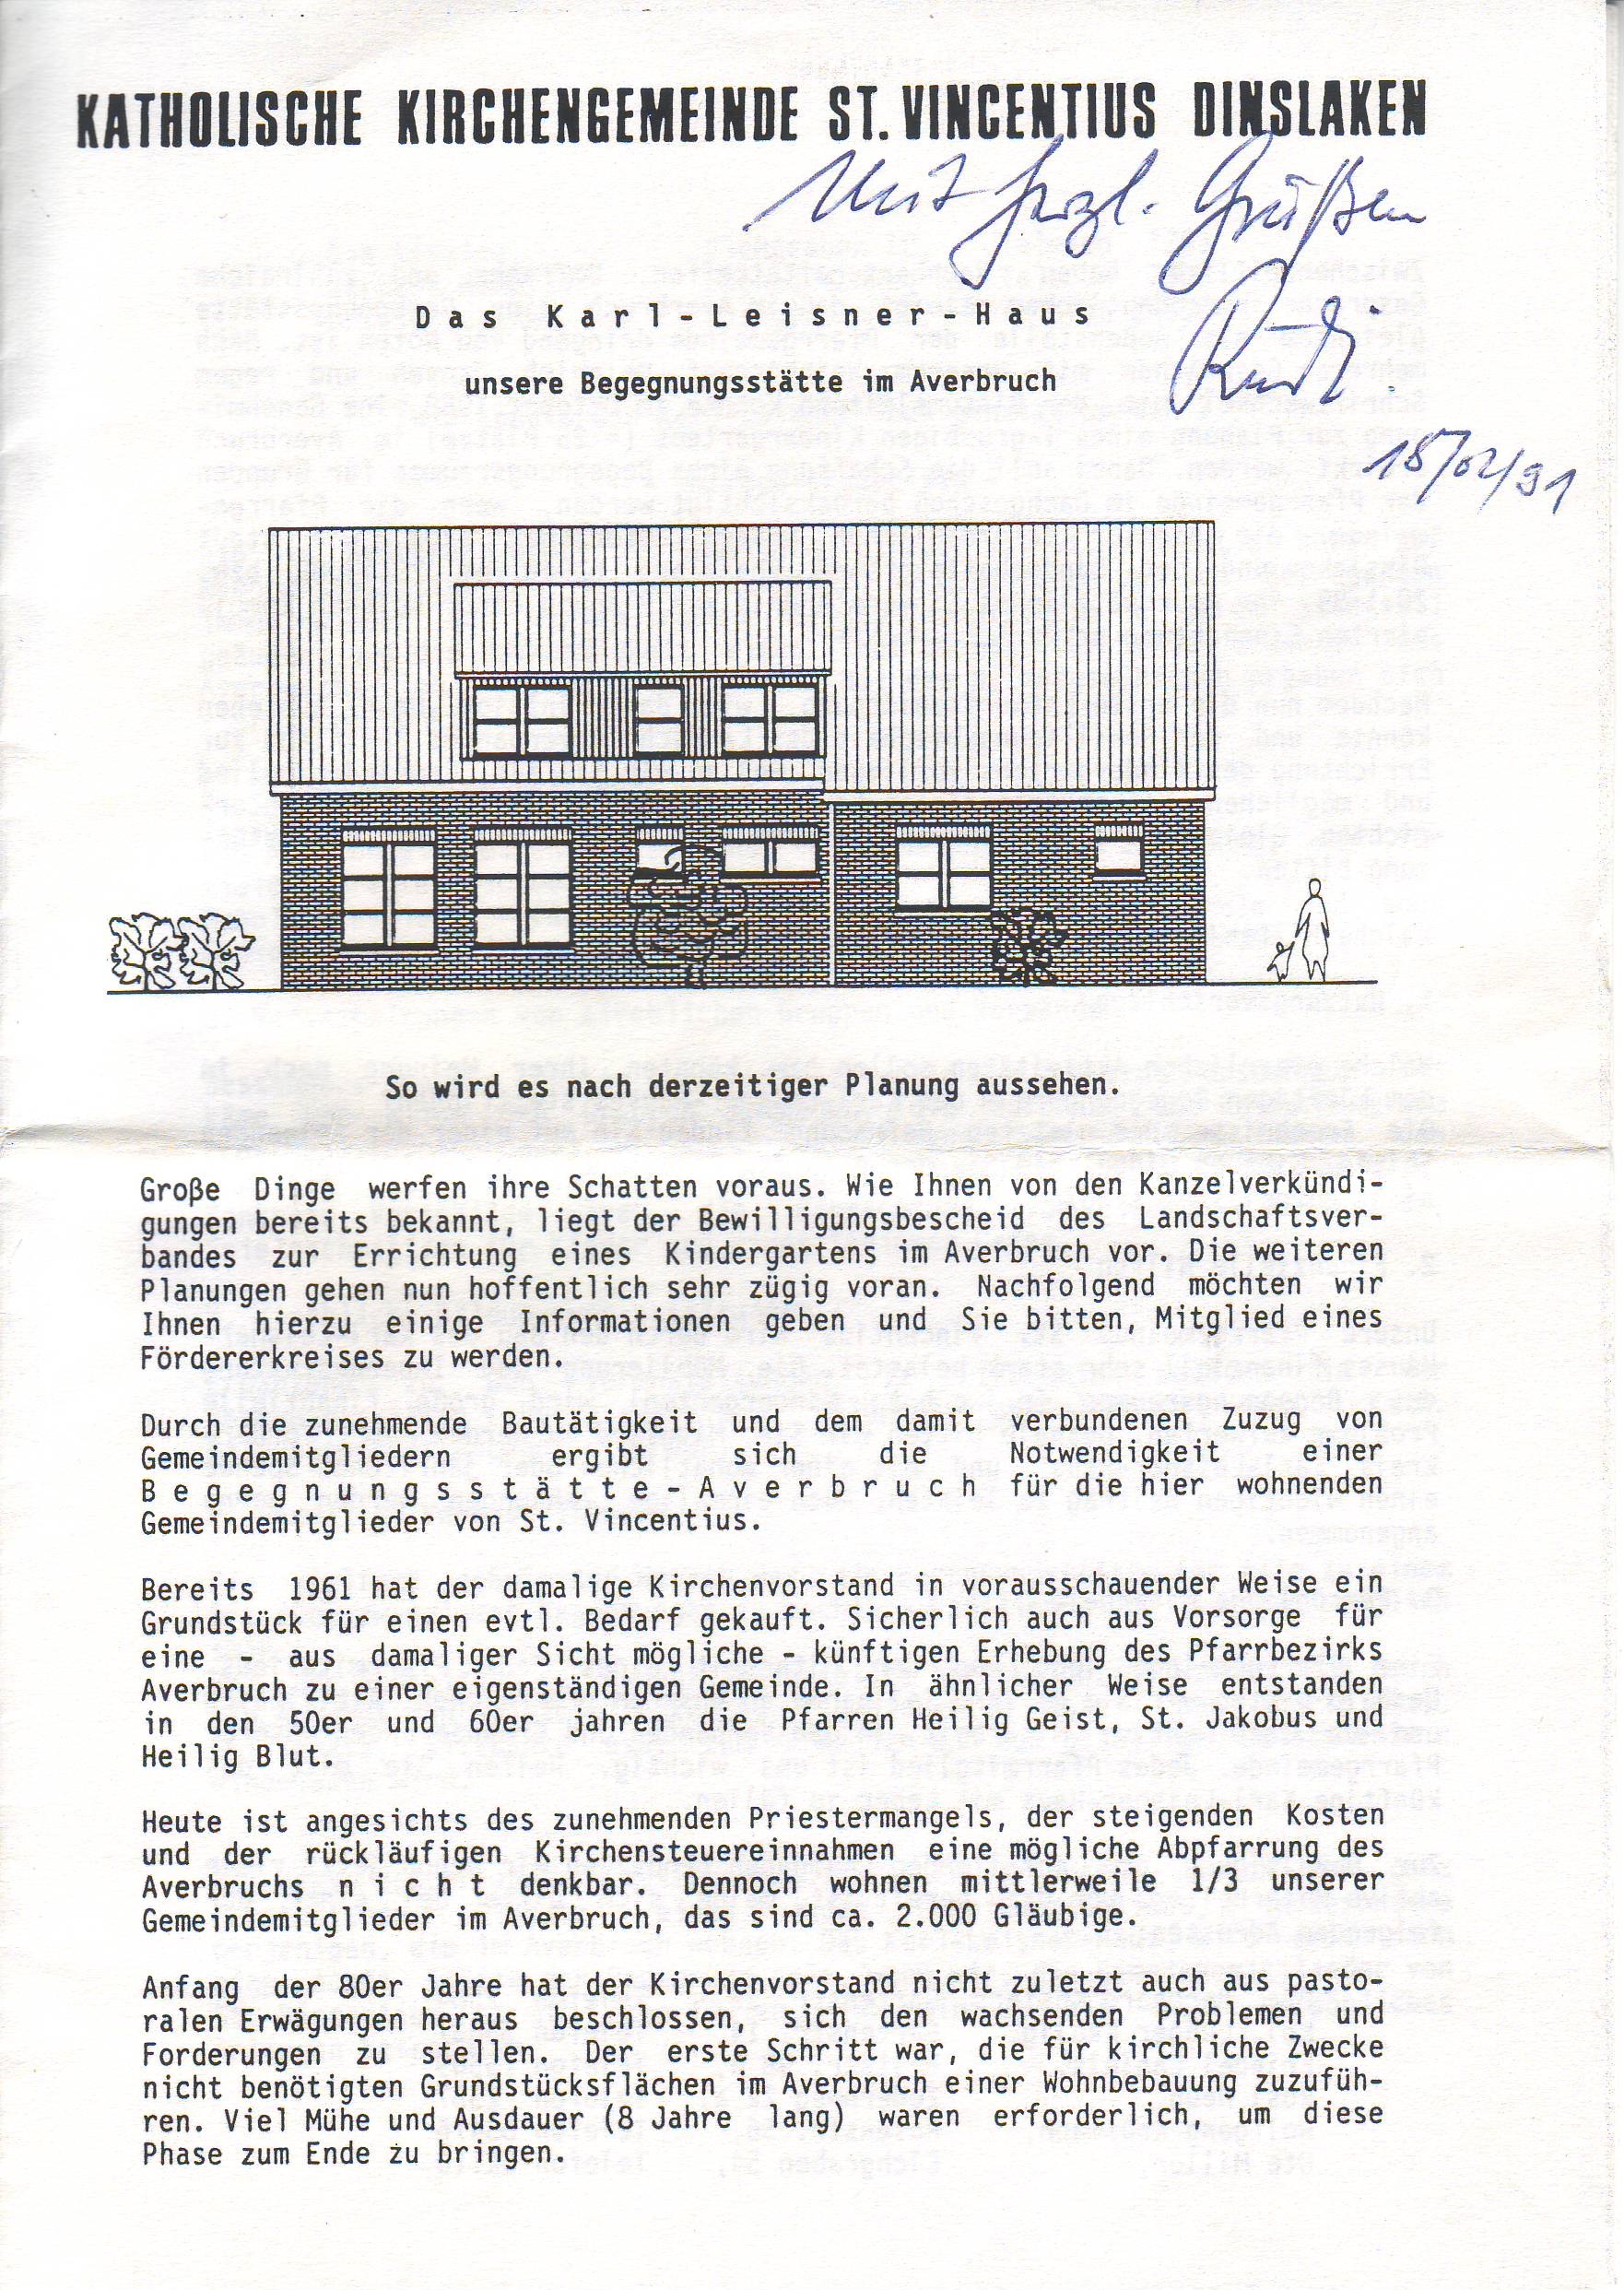 KATHOLISCHE KIRCHENGEMEINDE ST. VINCENTIUS DINSLAKEN
Mit herzl. Grüßen
Rudi.
15/02/91
Das Karl-Leisner-Haus
unsere Begegnungsstätte im Averbruch
So wird es nach derzeitiger Planung aussehen.
Große Dinge werfen ihre Schatten voraus. Wie Ihnen von den Kanzelverkündi-
gungen bereits bekannt, liegt der Bewilligungsbescheid des Landschaftsver-
bandes zur Errichtung eines Kindergartens im Averbruch vor. Die weiteren
Planungen gehen nun hoffentlich sehr zügig voran. Nachfolgend möchten wir
Ihnen hierzu einige Informationen geben und Sie bitten, Mitglied eines
Fördererkreises zu werden.
Durch die zunehmende Bautätigkeit und dem damit verbundenen Zuzug von
Gemeindemitgliedern ergibt sich die Notwendigkeit einer
Begegnungsstätte-Averbruch für die hier wohnenden
Gemeindemitglieder von St. Vincentius.
Bereits 1961 hat der damalige Kirchenvorstand in vorausschauender Weise ein
Grundstück für einen evtl. Bedarf gekauft. Sicherlich auch aus Vorsorge für
eine - aus damaliger Sicht mögliche - künftigen Erhebung des Pfarrbezirks
Averbruch zu einer eigenständigen Gemeinde. In ähnlicher Weise entstanden
in den 50er und 60er jahren die Pfarren Heilig Geist, St. Jakobus und
Heilig Blut.
Heute ist angesichts des zunehmenden Priestermangels, der steigenden Kosten
und der rückläufigen Kirchensteuereinnahmen eine mögliche Abpfarrung des
Averbruchs nicht denkbar. Dennoch wohnen mittlerweile 1/3 unserer
Gemeindemitglieder im Averbruch, das sind ca. 2.000 Gläubige.
Anfang der 80er Jahre hat der Kirchenvorstand nicht zuletzt auch aus pasto-
ralen Erwägungen heraus beschlossen, sich den wachsenden Problemen und
Forderungen zu stellen. Der erste Schritt war, die für kirchliche Zwecke
nicht benötigten Grundstücksflächen im Averbruch einer Wohnbebauung zuzufüh-
ren. Viel Mühe und Ausdauer (8 Jahre lang) waren erforderlich, um diese
Phase zum Ende zu bringen.